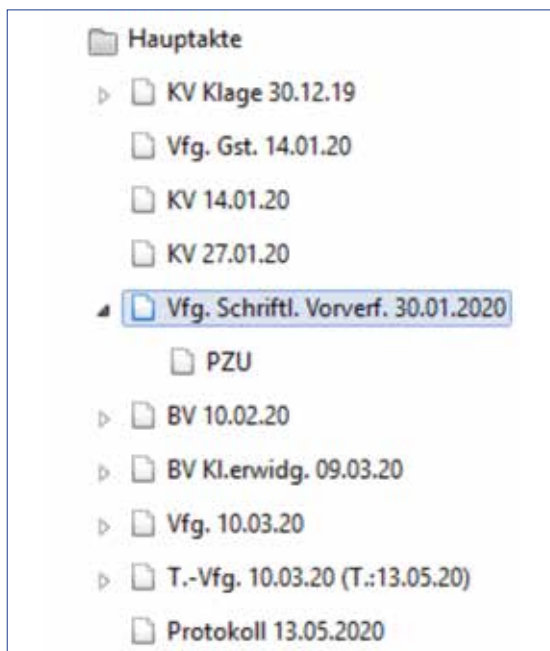 Hauptakte
KV Klage 30.12.19
Vfg. Gst. 14.01.20
KV 14.01.20
KV 27.01.20
Vfg. Schriftl. Vorverf. 30.01.2020
PZU
BV 10.02.20
BV Kl.erwidg. 09.03.20
Vfg. 10.03.20
T.-Vfg. 10.03.20 (T.:13.05.20)
Protokoll 13.05.2020